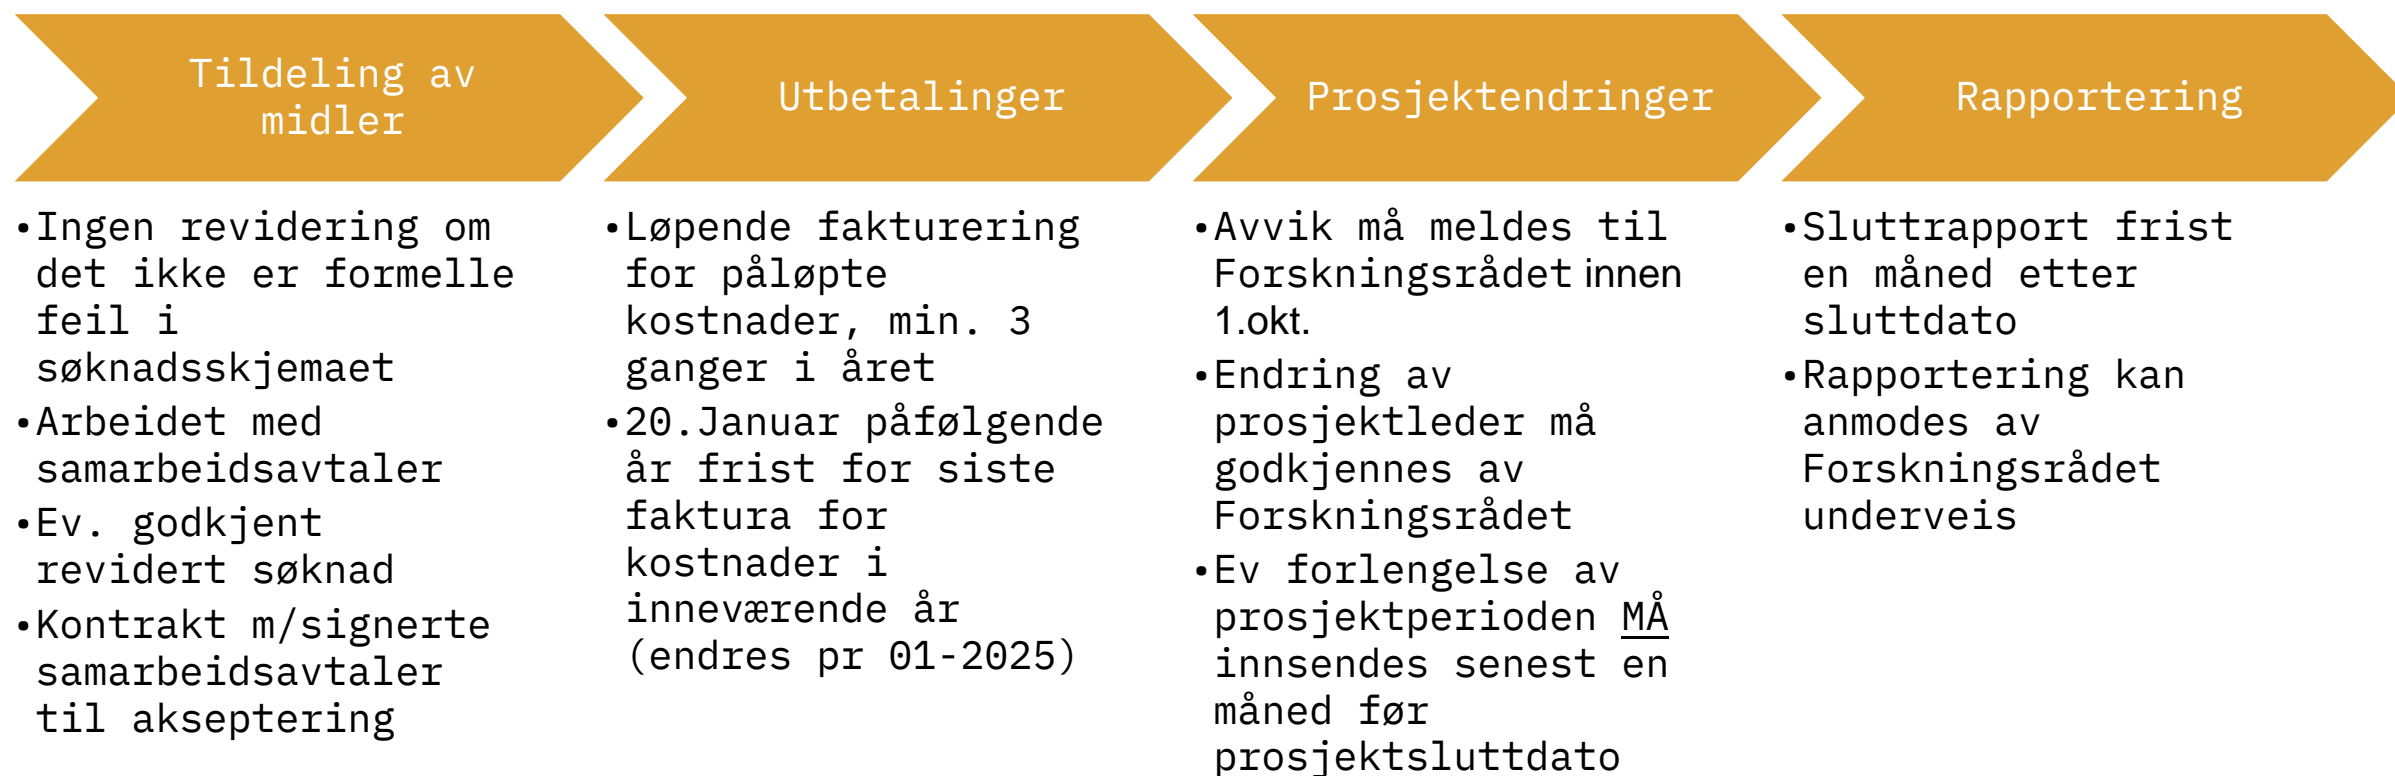 Tildeling av
midler
•Ingen revidering om
det ikke er formelle
feil i
søknadsskjemaet
•Arbeidet med
samarbeidsavtaler
•Ev. godkjent
revidert søknad
•Kontrakt m/signerte
samarbeidsavtaler
til akseptering
Utbetalinger
•Løpende fakturering
for påløpte
kostnader, min. 3
ganger i året
•20.Januar påfølgende
år frist for siste
faktura for
kostnader i
inneværende år
(endres pr 01-2025)
Prosjektendringer
•Avvik må meldes til
Forskningsrådet innen
1.okt.
•Endring av
prosjektleder må
godkjennes av
Forskningsrådet
•Ev forlengelse av
prosjektperioden MÅ
innsendes senest en
måned før
prosjektsluttdato
Rapportering
•Sluttrapport frist
en måned etter
sluttdato
•Rapportering kan
anmodes av
Forskningsrådet
underveis